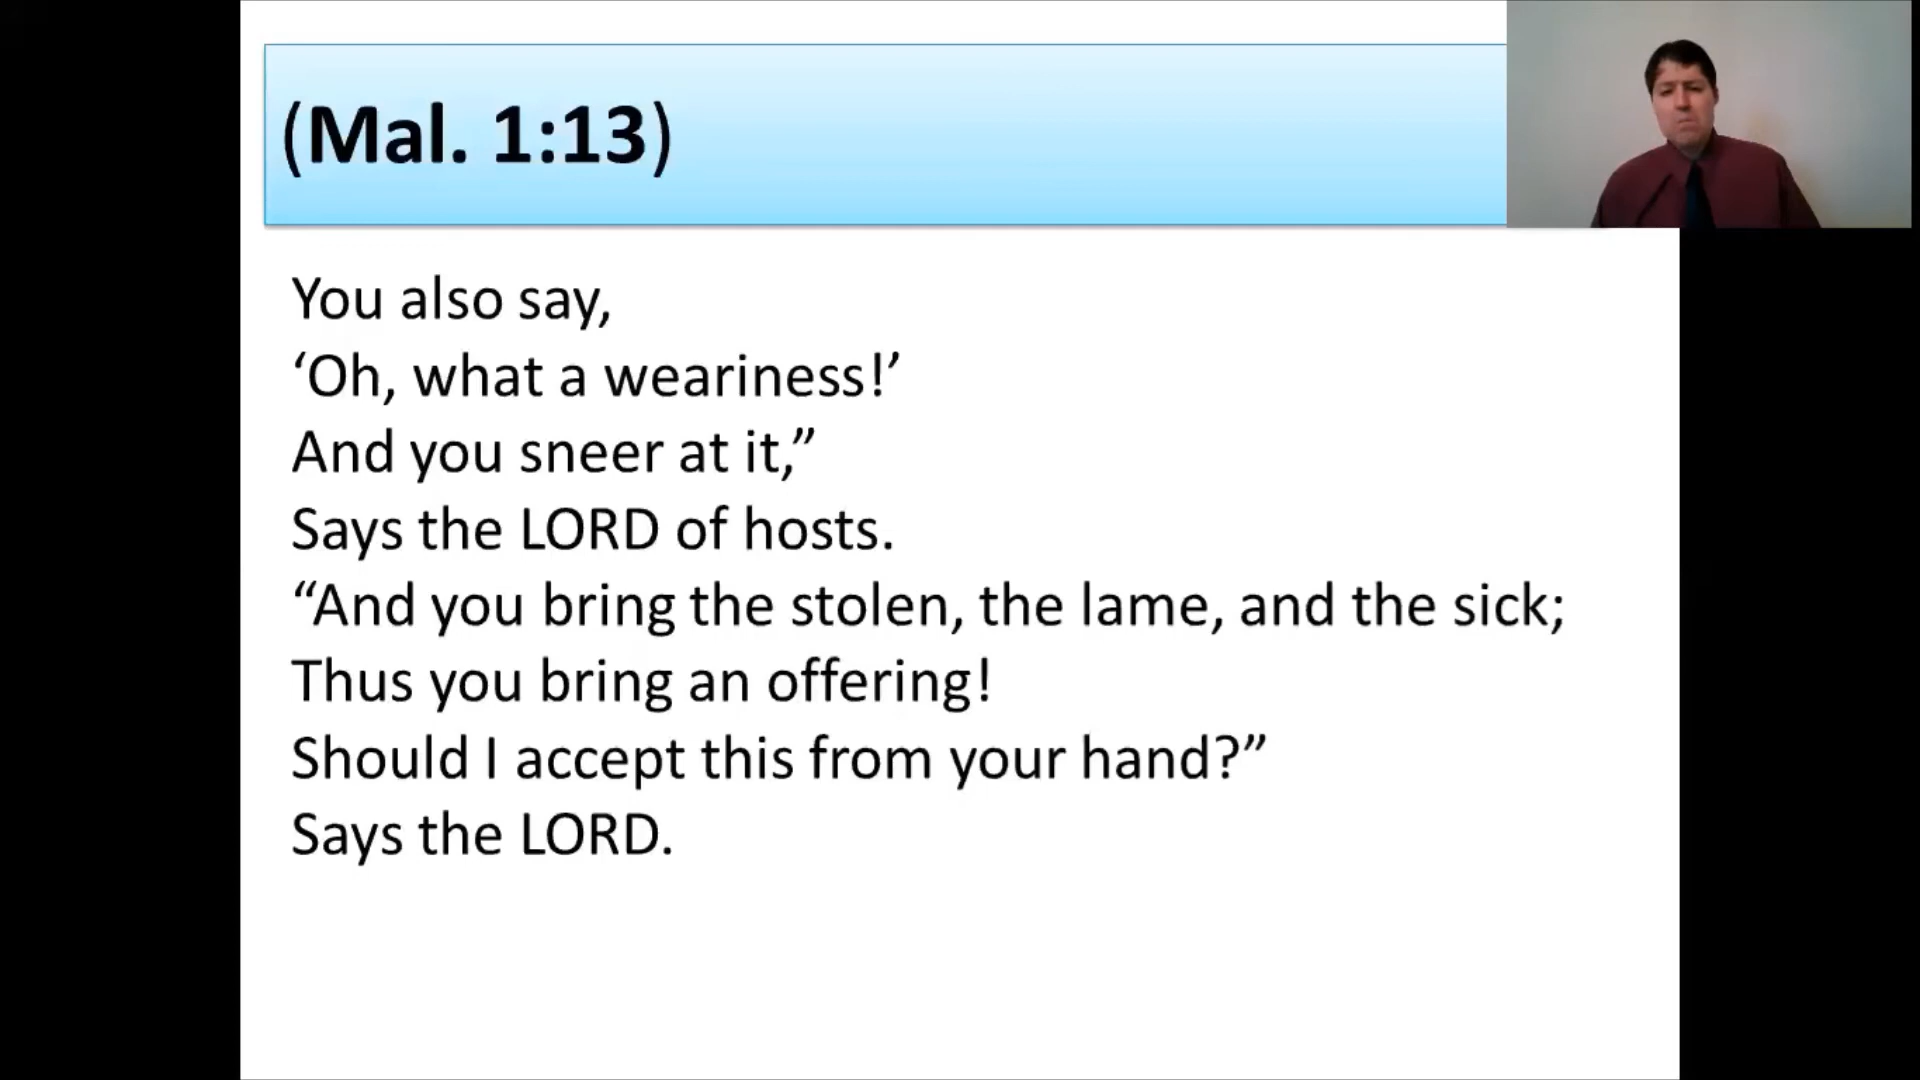 (Mal. 1:13)
You also say,
‘Oh, what a weariness!’
And you sneer at it,”
Says the LORD of hosts.
“And you bring the stolen, the lame, and the sick;
Thus you bring an offering!
Should I accept this from your hand?”
Says the LORD.